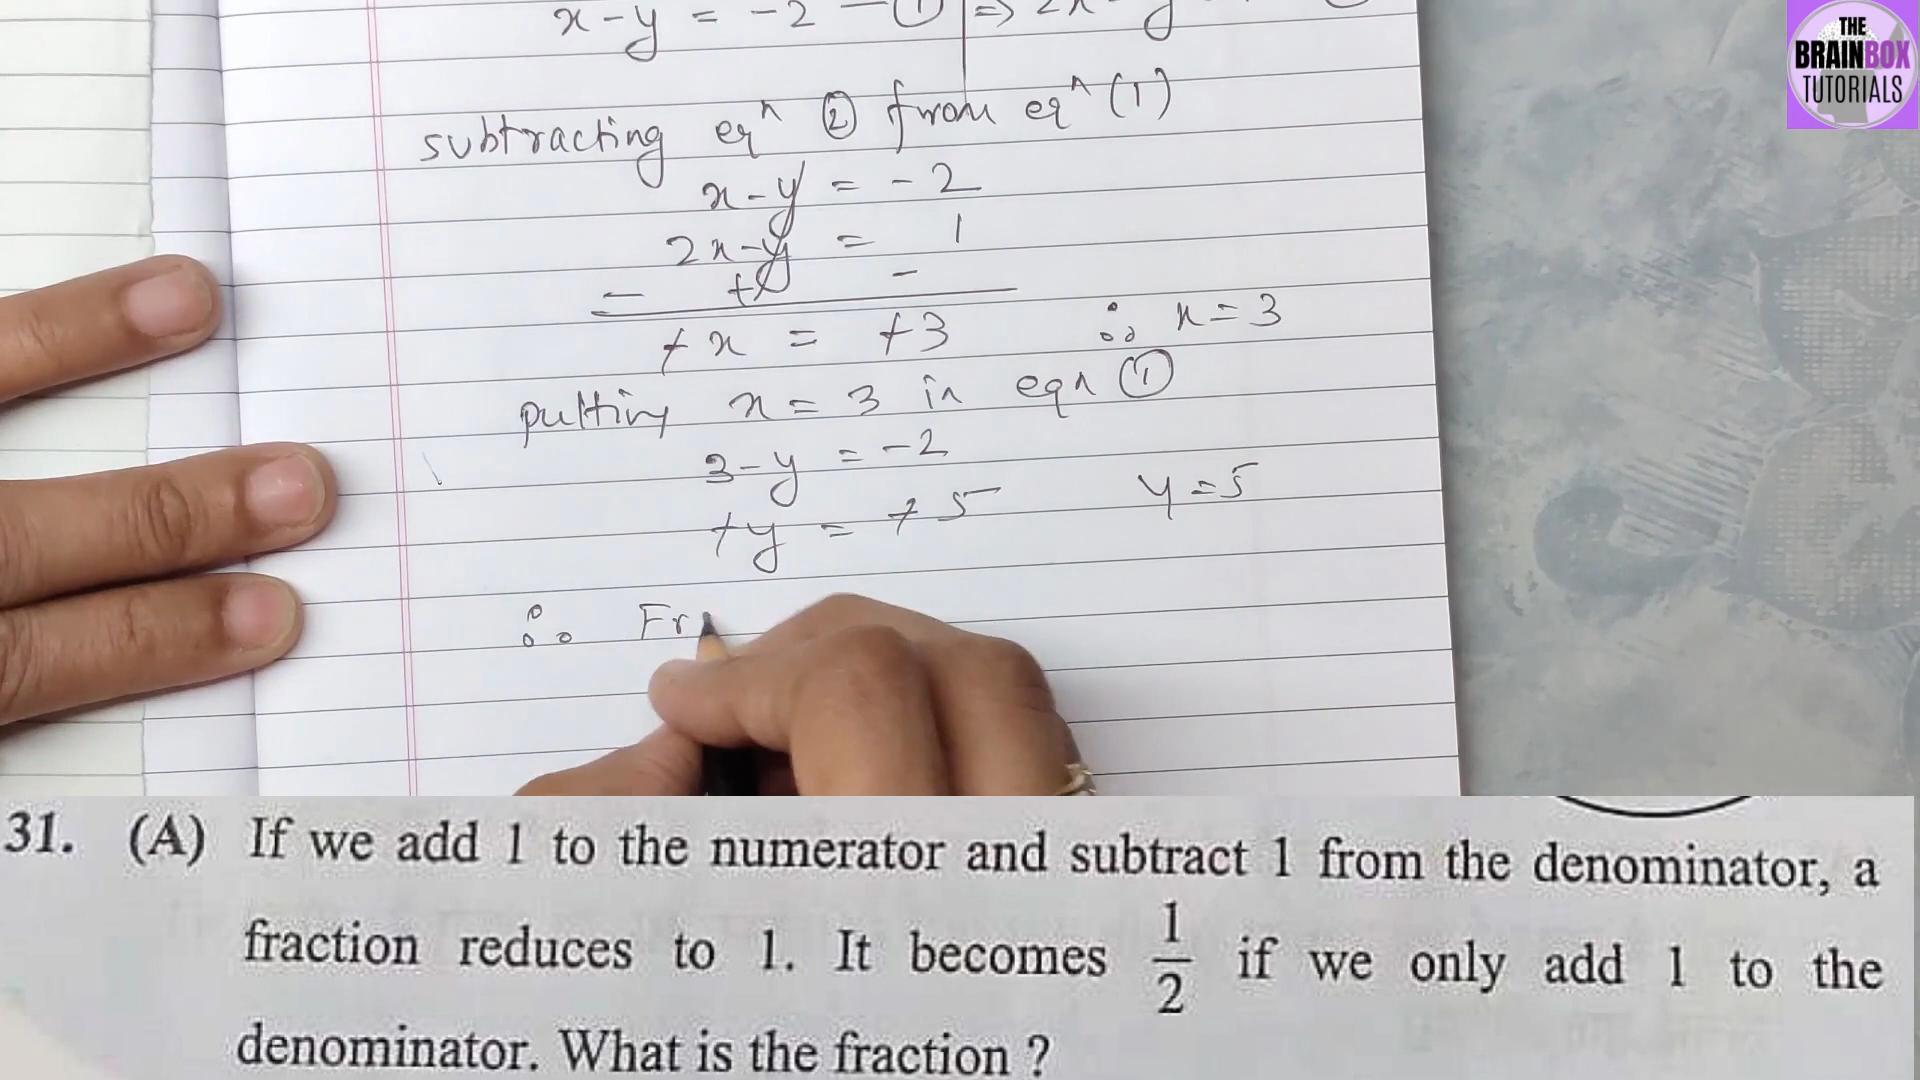 x-y = -2 — ① ⇒ 2x-y
THE
BRAINBOX
TUTORIALS
subtracting eqⁿ ② from eqⁿ (1)
x-y = -2
2x-y = 1
- + -
+x = +3 ∴ x=3
putting x = 3 in eqn ①
3-y = -2
+y = +5 y=5
∴ Fr
31. (A) If we add 1 to the numerator and subtract 1 from the denominator, a
fraction reduces to 1. It becomes 1/2 if we only add 1 to the
denominator. What is the fraction ?